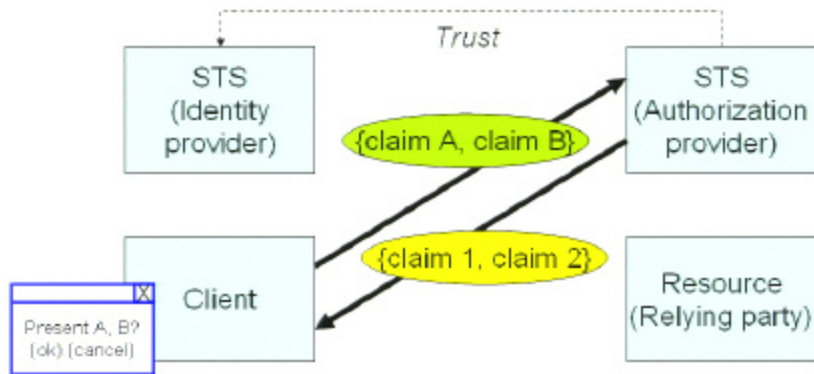 Trust
STS
(Identity
provider)
STS
(Authorization
provider)
{claim A, claim B}
{claim 1, claim 2}
Client
Resource
(Relying party)
X
Present A, B?
(ok) (cancel)